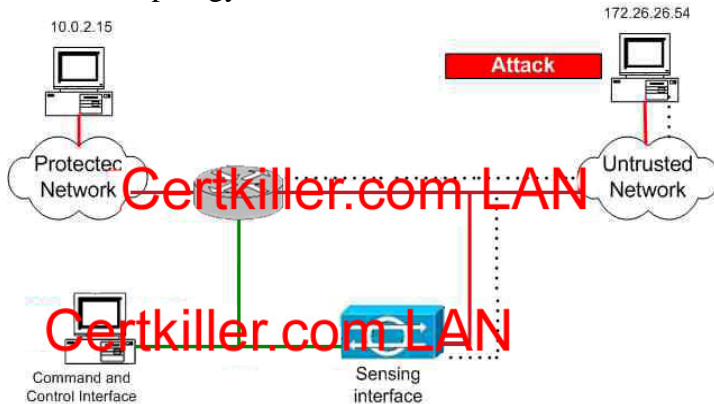 172.26.26.54
10.0.2.15
Attack
Protected
Network
Untrusted
Network
Certkiller.com LAN
Certkiller.com LAN
Command and
Control Interface
Sensing
interface